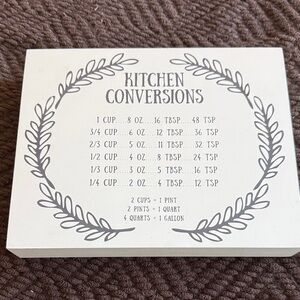 KITCHEN
CONVERSIONS
1 CUP.....8 OZ.....16 TBSP.....48 TSP
3/4 CUP.....6 OZ.....12 TBSP.....36 TSP
2/3 CUP.....5 OZ.....11 TBSP.....32 TSP
1/2 CUP.....4 OZ.....8 TBSP.....24 TSP
1/3 CUP.....3 OZ.....5 TBSP.....16 TSP
1/4 CUP.....2 OZ.....4 TBSP.....12 TSP
2 CUPS = 1 PINT
2 PINTS = 1 QUART
4 QUARTS = 1 GALLON